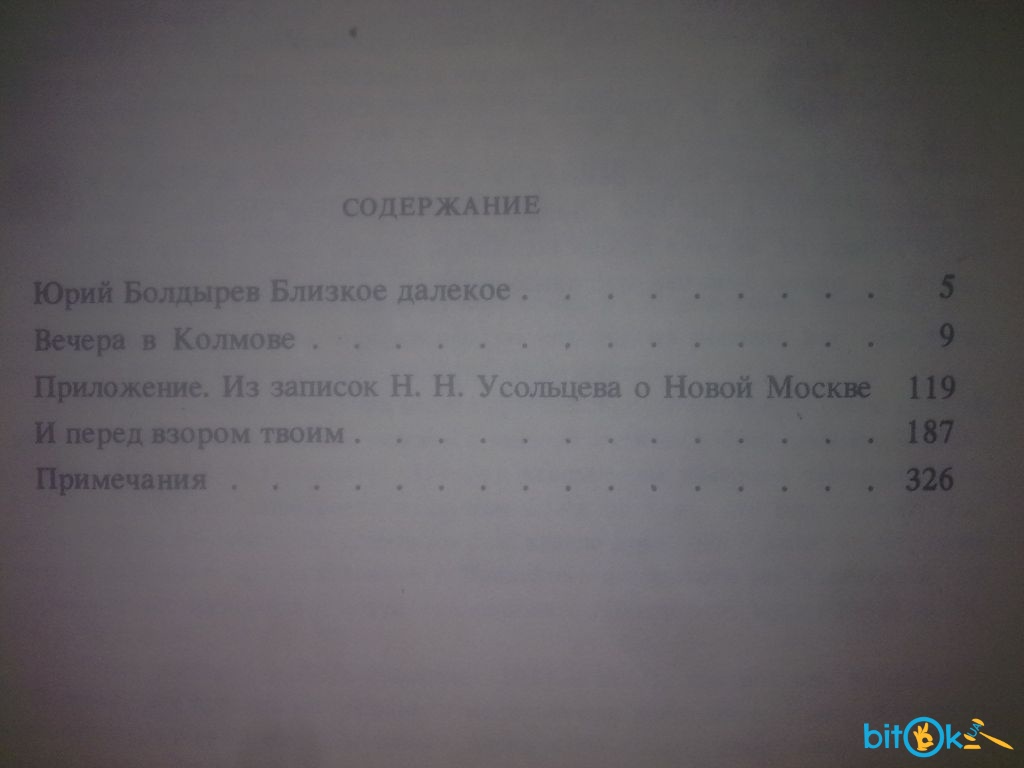 СОДЕРЖАНИЕ
Юрий Болдырев Близкое далекое . . . . . . . . . 5
Вечера в Колмове . . . . . . . . . . . . . . 9
Приложение. Из записок Н. Н. Усольцева о Новой Москве 119
И перед взором твоим . . . . . . . . . . . . . 187
Примечания . . . . . . . . . . . . . . . . 326
bitOk UA